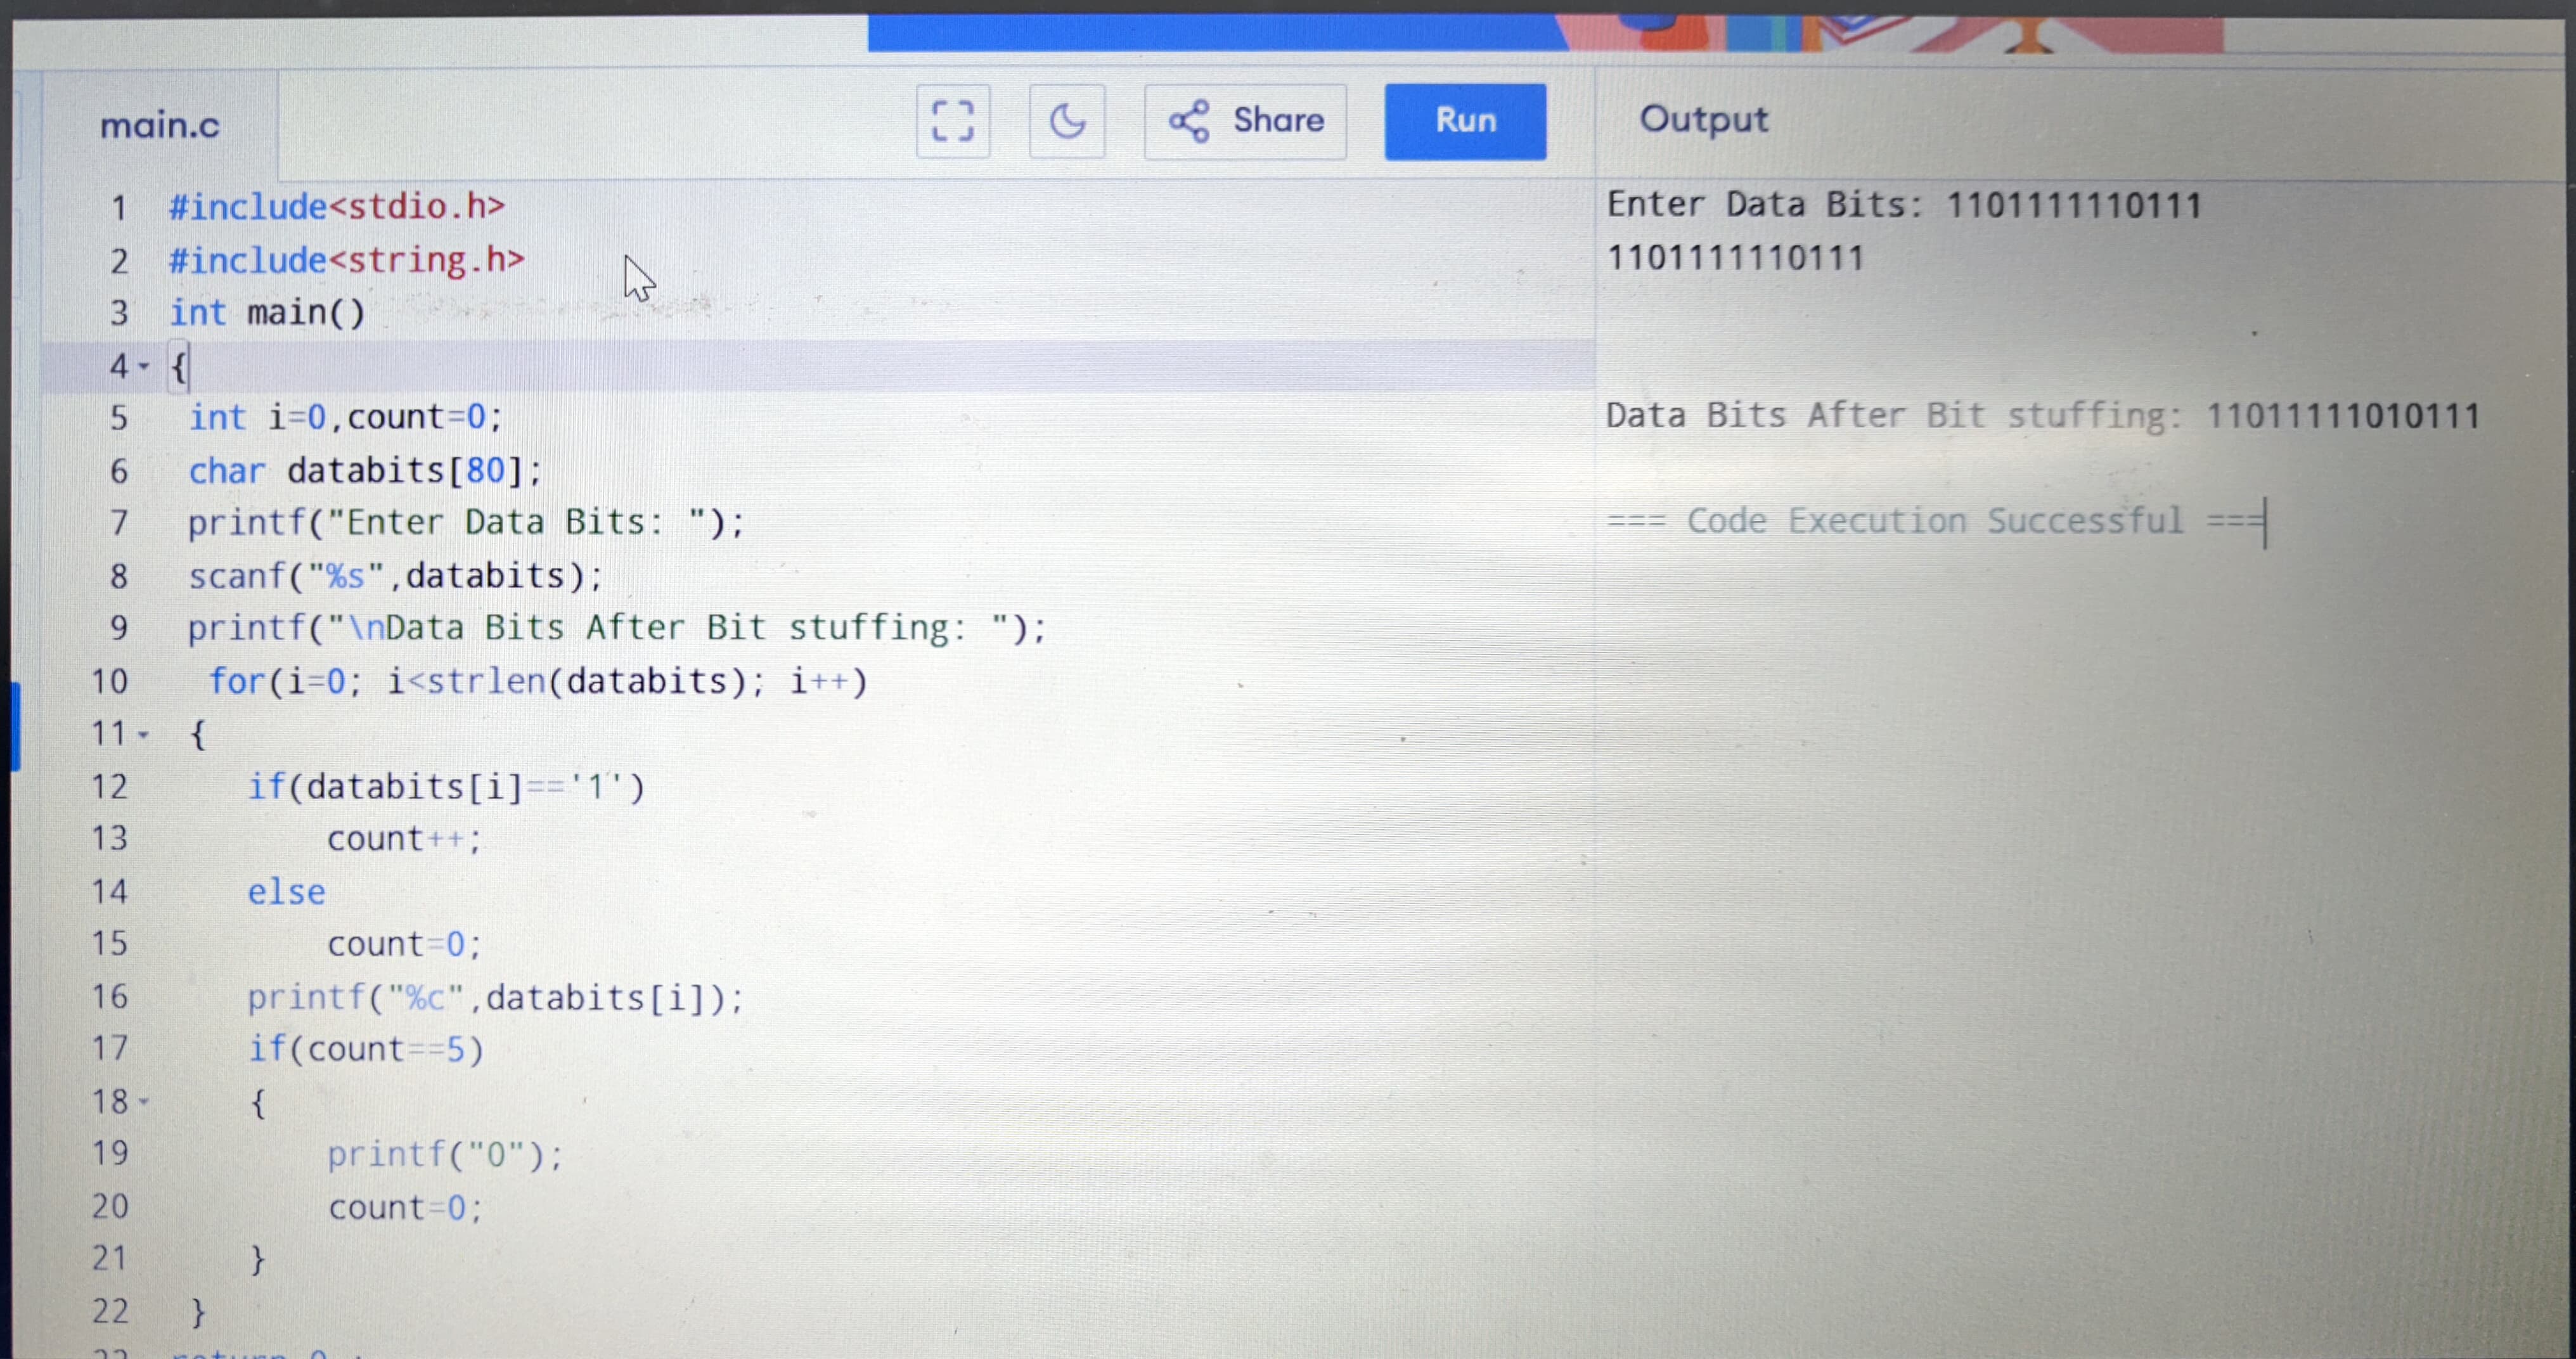 main.c
Share
Run
Output
1 #include<stdio.h>
2 #include<string.h>
3 int main()
4 {
5 int i=0,count=0;
6 char databits[80];
7 printf("Enter Data Bits: ");
8 scanf("%s",databits);
9 printf("\nData Bits After Bit stuffing: ");
10 for(i=0; i<strlen(databits); i++)
11 {
12 if(databits[i]=='1')
13 count++;
14 else
15 count=0;
16 printf("%c",databits[i]);
17 if(count==5)
18 {
19 printf("0");
20 count=0;
21 }
22 }
23 return 0 ;
Enter Data Bits: 1101111110111
1101111110111
Data Bits After Bit stuffing: 11011111010111
=== Code Execution Successful ===